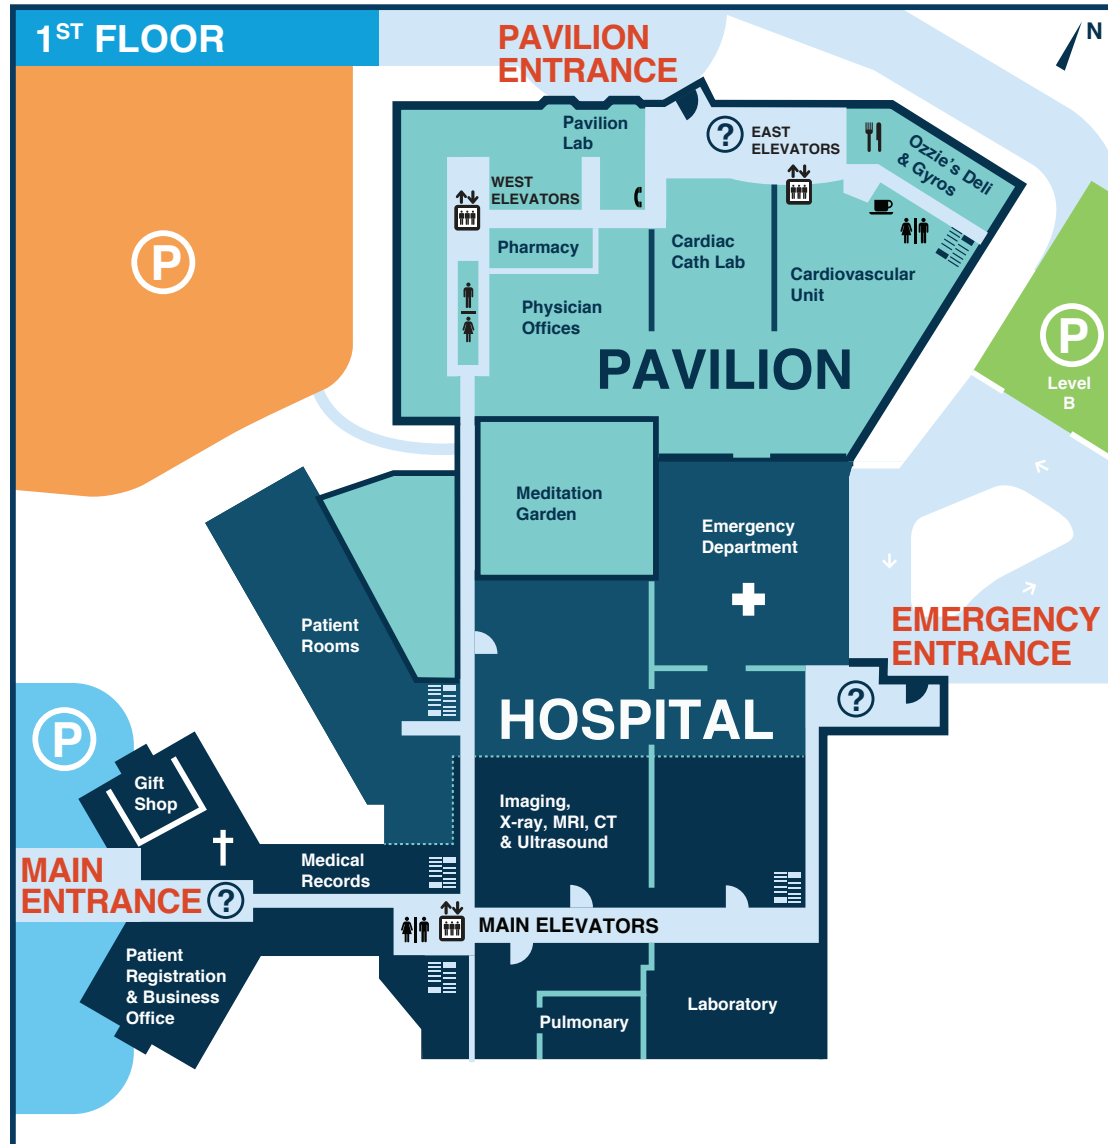 1ST FLOOR
N
PAVILION
ENTRANCE
Pavilion
Lab
?
EAST
ELEVATORS
Ozzie's Deli
& Gyros
WEST
ELEVATORS
Pharmacy
Cardiac
Cath Lab
Cardiovascular
Unit
P
Physician
Offices
P
Level
B
PAVILION
Meditation
Garden
Emergency
Department
EMERGENCY
ENTRANCE
Patient
Rooms
?
HOSPITAL
P
Gift
Shop
Imaging,
X-ray, MRI, CT
& Ultrasound
MAIN
ENTRANCE
?
Medical
Records
MAIN ELEVATORS
Patient
Registration
& Business
Office
Pulmonary
Laboratory